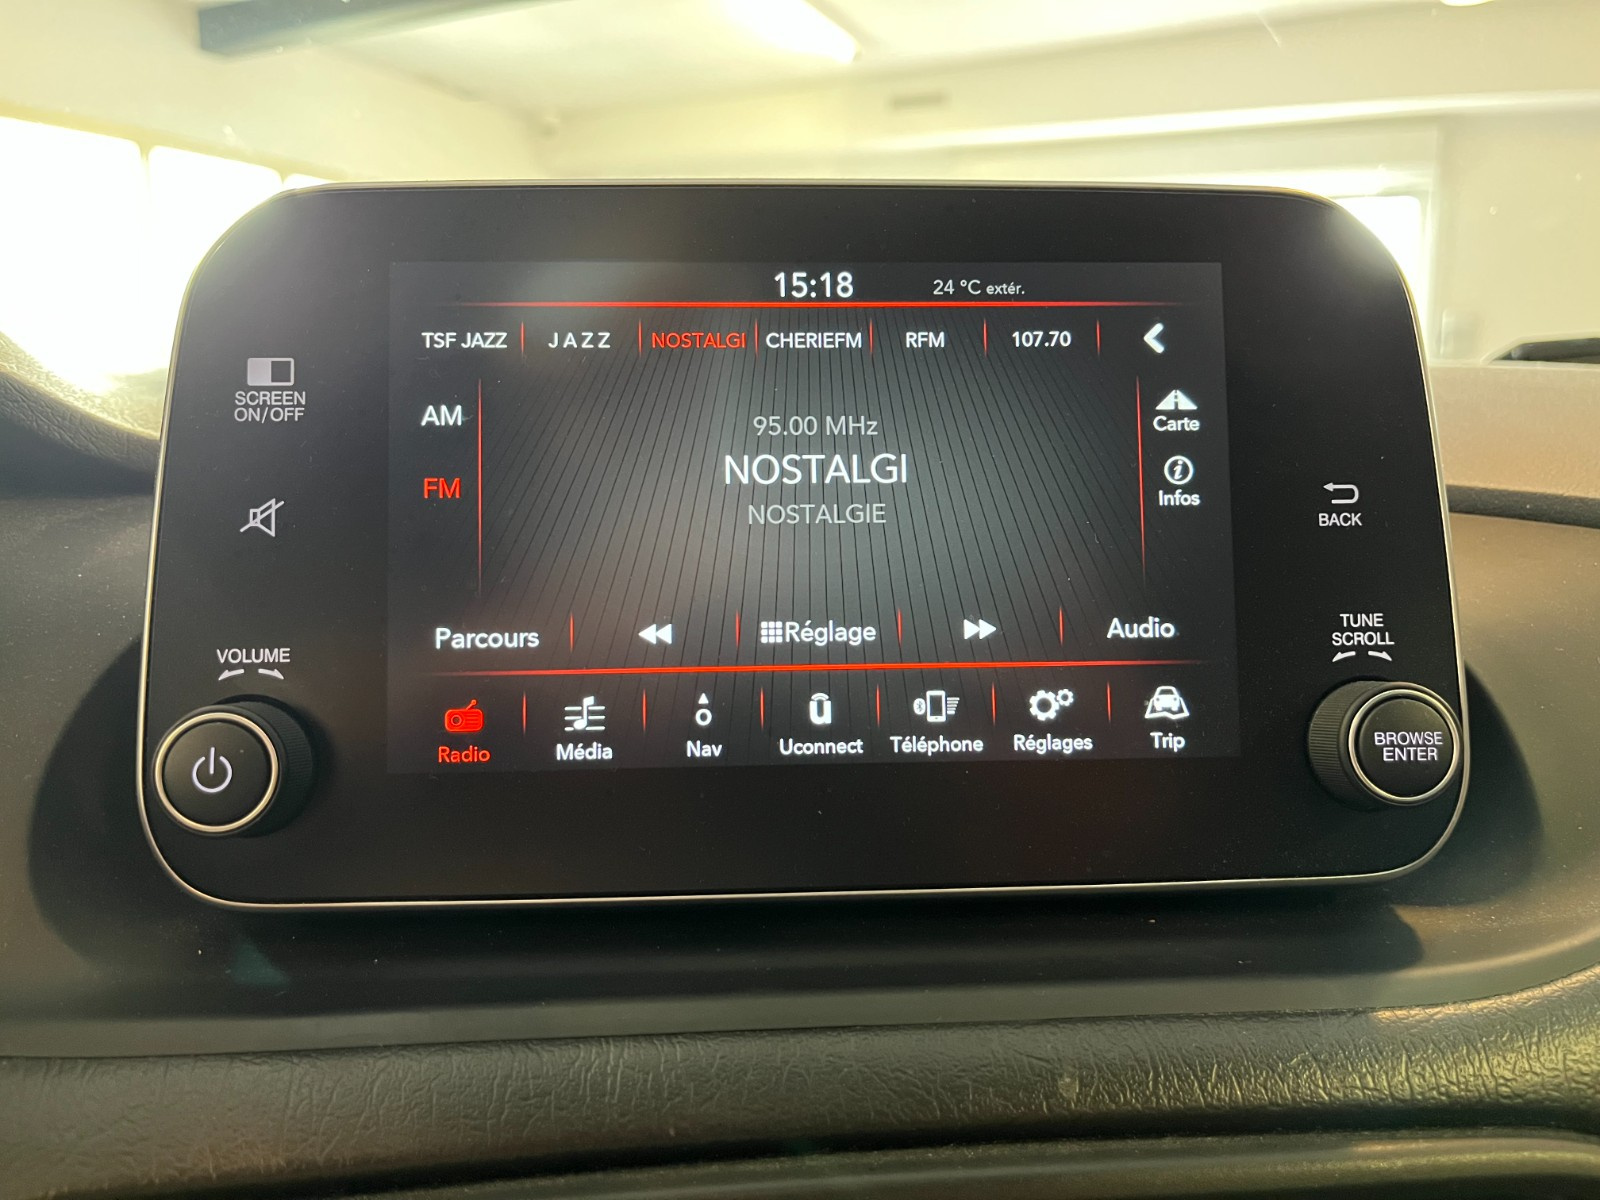 15:18
24 °C extér.
TSF JAZZ
J A Z Z
NOSTALGI
CHERIEFM
RFM
107.70
SCREEN
ON/OFF
AM
FM
95.00 MHz
NOSTALGI
NOSTALGIE
Carte
Infos
BACK
Parcours
Réglage
Audio
VOLUME
TUNE
SCROLL
Radio
Média
Nav
Uconnect
Téléphone
Réglages
Trip
BROWSE
ENTER